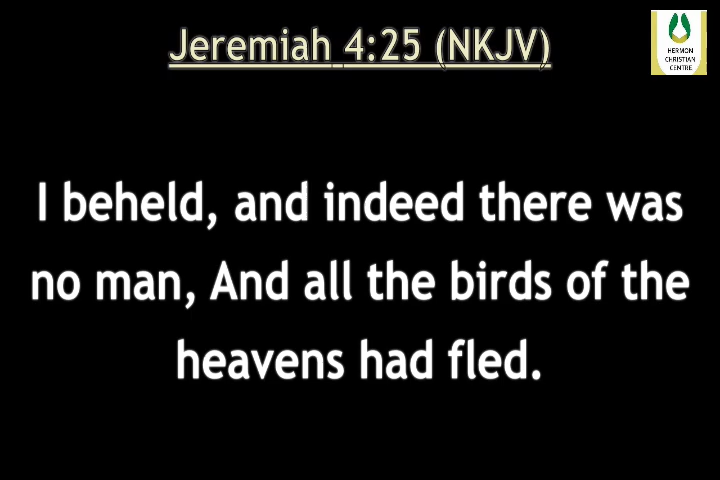 Jeremiah 4:25 (NKJV)
HERMON
CHRISTIAN
CENTRE
I beheld, and indeed there was
no man, And all the birds of the
heavens had fled.